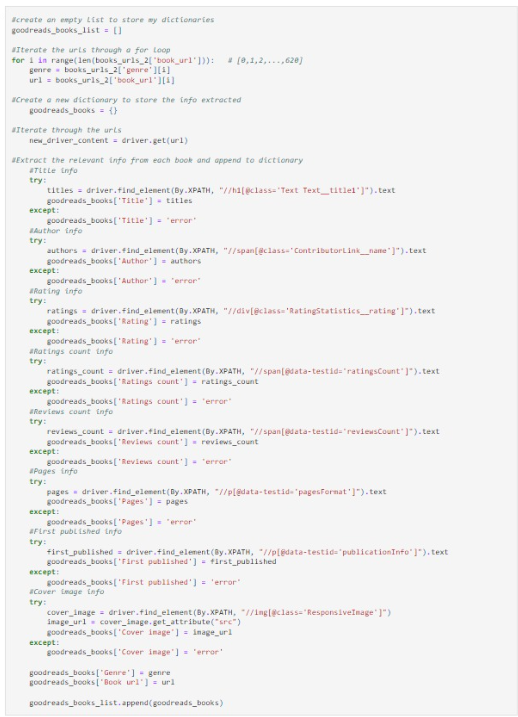 #create an empty list to store my dictionaries
goodreads_books_list = []

#Iterate the uris through a for loop
for i in range(len(books_urls_2['book_url'])):   # [0,1,2,...,620]
    genre = books_urls_2['genre'][i]
    url = books_urls_2['book_url'][i]

#Create a new dictionary to store the info extracted
    goodreads_books = {}

#Iterate through the uris
    new_driver_content = driver.get(url)

#Extract the relevant info from each book and append to dictionary
    #Title info
    try:
        titles = driver.find_element(By.XPATH, "//h1[@class='Text Text__title1']").text
        goodreads_books['Title'] = titles
    except:
        goodreads_books['Title'] = 'error'
    #Author info
    try:
        authors = driver.find_element(By.XPATH, "//span[@class='ContributorLink__name']").text
        goodreads_books['Author'] = authors
    except:
        goodreads_books['Author'] = 'error'
    #Rating info
    try:
        ratings = driver.find_element(By.XPATH, "//div[@class='RatingStatistics__rating']").text
        goodreads_books['Rating'] = ratings
    except:
        goodreads_books['Rating'] = 'error'
    #Ratings count info
    try:
        ratings_count = driver.find_element(By.XPATH, "//span[@data-testid='ratingsCount']").text
        goodreads_books['Ratings count'] = ratings_count
    except:
        goodreads_books['Ratings count'] = 'error'
    #Reviews count info
    try:
        reviews_count = driver.find_element(By.XPATH, "//span[@data-testid='reviewsCount']").text
        goodreads_books['Reviews count'] = reviews_count
    except:
        goodreads_books['Reviews count'] = 'error'
    #Pages info
    try:
        pages = driver.find_element(By.XPATH, "//p[@data-testid='pagesFormat']").text
        goodreads_books['Pages'] = pages
    except:
        goodreads_books['Pages'] = 'error'
    #First published info
    try:
        first_published = driver.find_element(By.XPATH, "//p[@data-testid='publicationInfo']").text
        goodreads_books['First published'] = first_published
    except:
        goodreads_books['First published'] = 'error'
    #Cover image info
    try:
        cover_image = driver.find_element(By.XPATH, "//img[@class='ResponsiveImage']")
        image_url = cover_image.get_attribute("src")
        goodreads_books['Cover image'] = image_url
    except:
        goodreads_books['Cover image'] = 'error'

    goodreads_books['Genre'] = genre
    goodreads_books['Book url'] = url

    goodreads_books_list.append(goodreads_books)